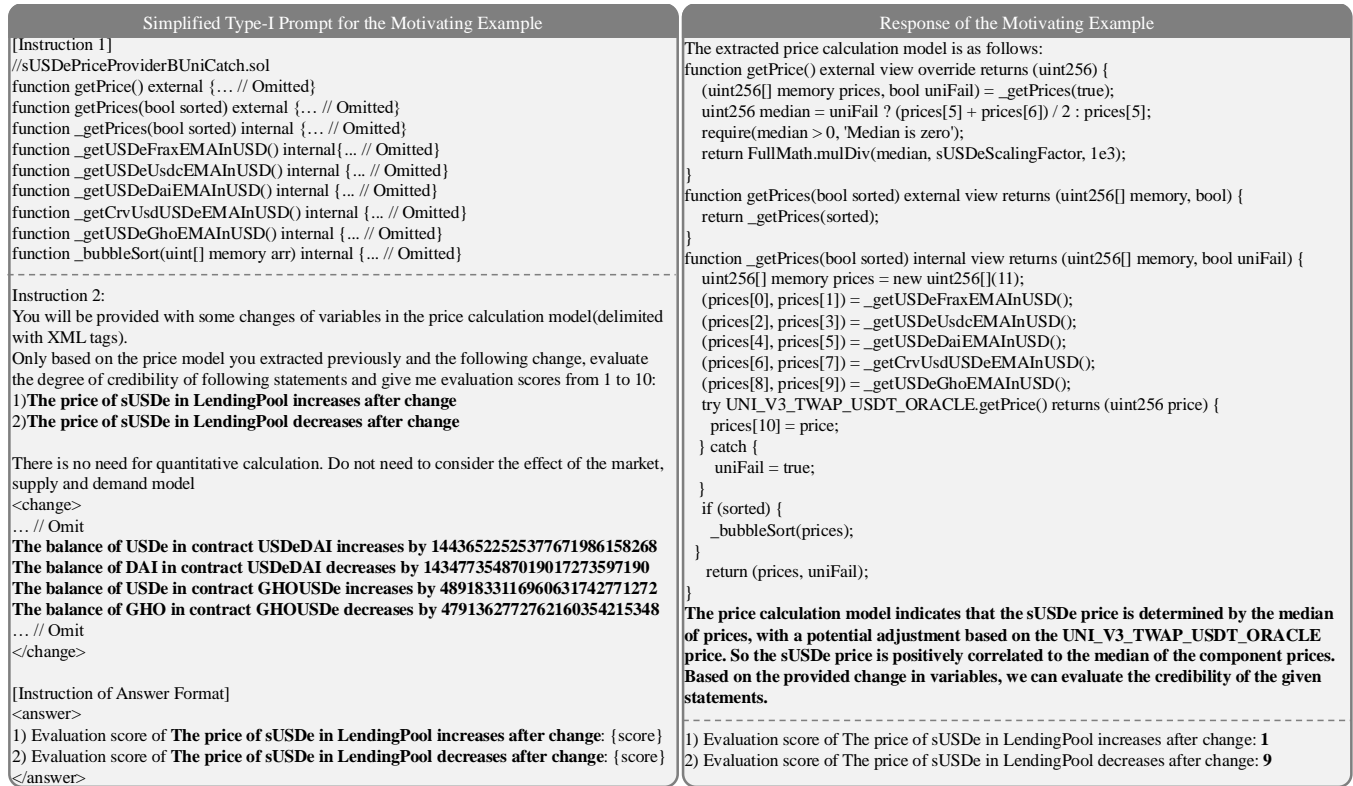 Simplified Type-I Prompt for the Motivating Example
[Instruction 1]
//sUSDePriceProviderBUniCatch.sol
function getPrice() external {… // Omitted}
function getPrices(bool sorted) external {… // Omitted}
function _getPrices(bool sorted) internal {… // Omitted}
function _getUSDeFraxEMAInUSD() internal{... // Omitted}
function _getUSDeUsdcEMAInUSD() internal {... // Omitted}
function _getUSDeDaiEMAInUSD() internal {... // Omitted}
function _getCrvUsdUSDeEMAInUSD() internal {... // Omitted}
function _getUSDeGhoEMAInUSD() internal {... // Omitted}
function _bubbleSort(uint[] memory arr) internal {... // Omitted}
Instruction 2:
You will be provided with some changes of variables in the price calculation model(delimited
with XML tags).
Only based on the price model you extracted previously and the following change, evaluate
the degree of credibility of following statements and give me evaluation scores from 1 to 10:
1)The price of sUSDe in LendingPool increases after change
2)The price of sUSDe in LendingPool decreases after change
There is no need for quantitative calculation. Do not need to consider the effect of the market,
supply and demand model
<change>
… // Omit
The balance of USDe in contract USDeDAI increases by 14436522525377671986158268
The balance of DAI in contract USDeDAI decreases by 14347735487019017273597190
The balance of USDe in contract GHOUSDe increases by 4891833116960631742771272
The balance of GHO in contract GHOUSDe decreases by 4791362772762160354215348
… // Omit
</change>
[Instruction of Answer Format]
<answer>
1) Evaluation score of The price of sUSDe in LendingPool increases after change: {score}
2) Evaluation score of The price of sUSDe in LendingPool decreases after change: {score}
</answer>
Response of the Motivating Example
The extracted price calculation model is as follows:
function getPrice() external view override returns (uint256) {
(uint256[] memory prices, bool uniFail) = _getPrices(true);
uint256 median = uniFail ? (prices[5] + prices[6]) / 2 : prices[5];
require(median > 0, 'Median is zero');
return FullMath.mulDiv(median, sUSDeScalingFactor, 1e3);
}
function getPrices(bool sorted) external view returns (uint256[] memory, bool) {
return _getPrices(sorted);
}
function _getPrices(bool sorted) internal view returns (uint256[] memory, bool uniFail) {
uint256[] memory prices = new uint256[](11);
(prices[0], prices[1]) = _getUSDeFraxEMAInUSD();
(prices[2], prices[3]) = _getUSDeUsdcEMAInUSD();
(prices[4], prices[5]) = _getUSDeDaiEMAInUSD();
(prices[6], prices[7]) = _getCrvUsdUSDeEMAInUSD();
(prices[8], prices[9]) = _getUSDeGhoEMAInUSD();
try UNI_V3_TWAP_USDT_ORACLE.getPrice() returns (uint256 price) {
prices[10] = price;
} catch {
uniFail = true;
}
if (sorted) {
_bubbleSort(prices);
}
return (prices, uniFail);
}
The price calculation model indicates that the sUSDe price is determined by the median
of prices, with a potential adjustment based on the UNI_V3_TWAP_USDT_ORACLE
price. So the sUSDe price is positively correlated to the median of the component prices.
Based on the provided change in variables, we can evaluate the credibility of the given
statements.
1) Evaluation score of The price of sUSDe in LendingPool increases after change: 1
2) Evaluation score of The price of sUSDe in LendingPool decreases after change: 9